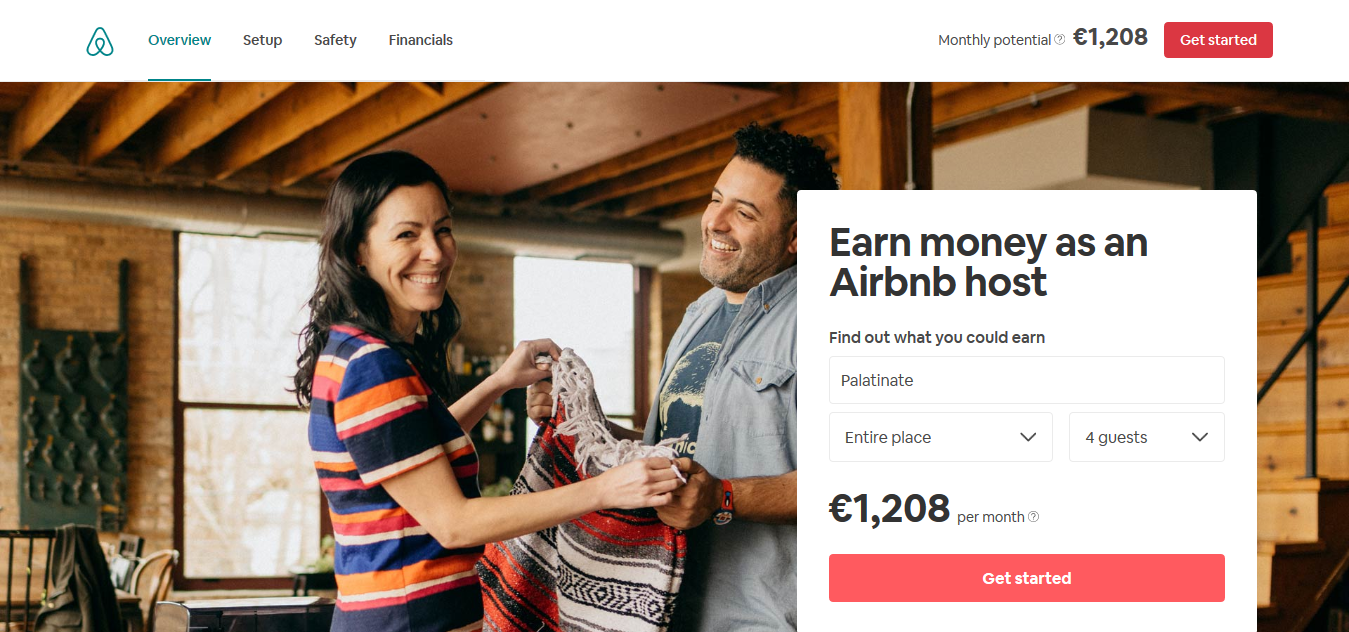 Overview Setup Safety Financials Monthly potential €1,208 Get started
Earn money as an
Airbnb host
Find out what you could earn
Palatinate
Entire place 4 guests
€1,208 per month
Get started